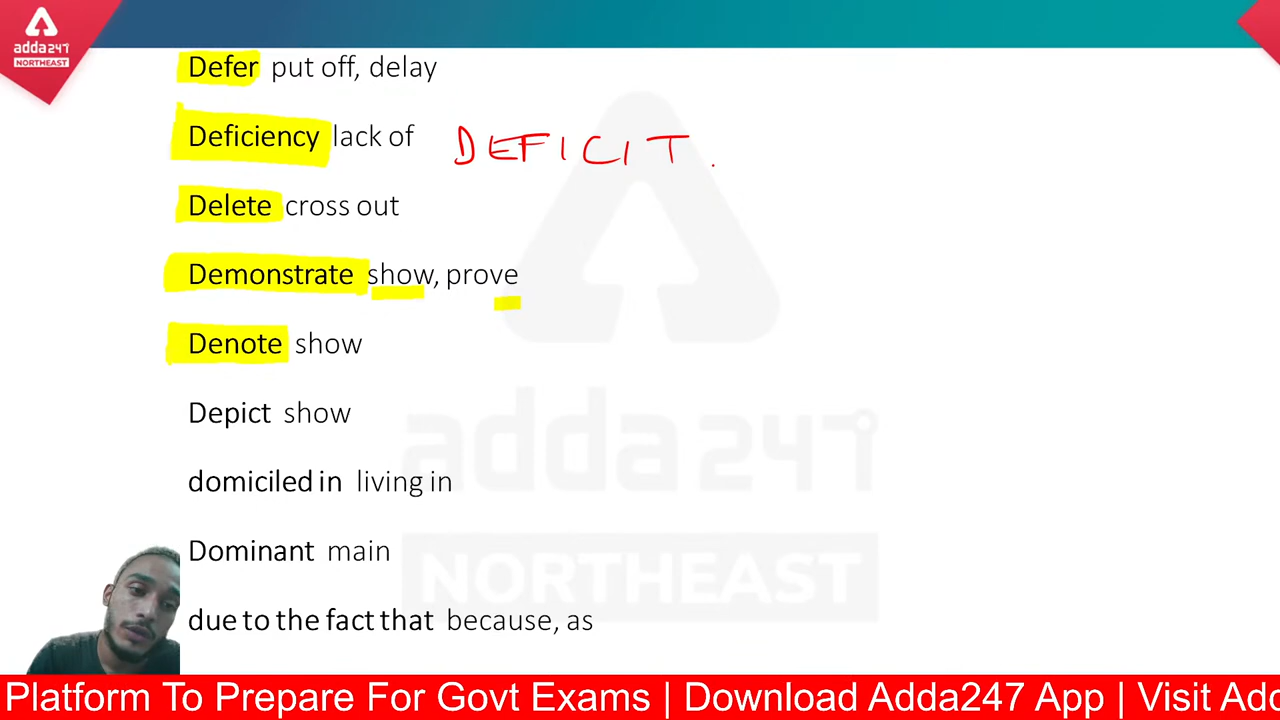 adda247
NORTHEAST
Defer put off, delay
Deficiency lack of DEFICIT.
Delete cross out
Demonstrate show, prove
Denote show
Depict show
adda247
domiciled in living in
Dominant main
NORTHEAST
due to the fact that because, as
Platform To Prepare For Govt Exams | Download Adda247 App | Visit Add